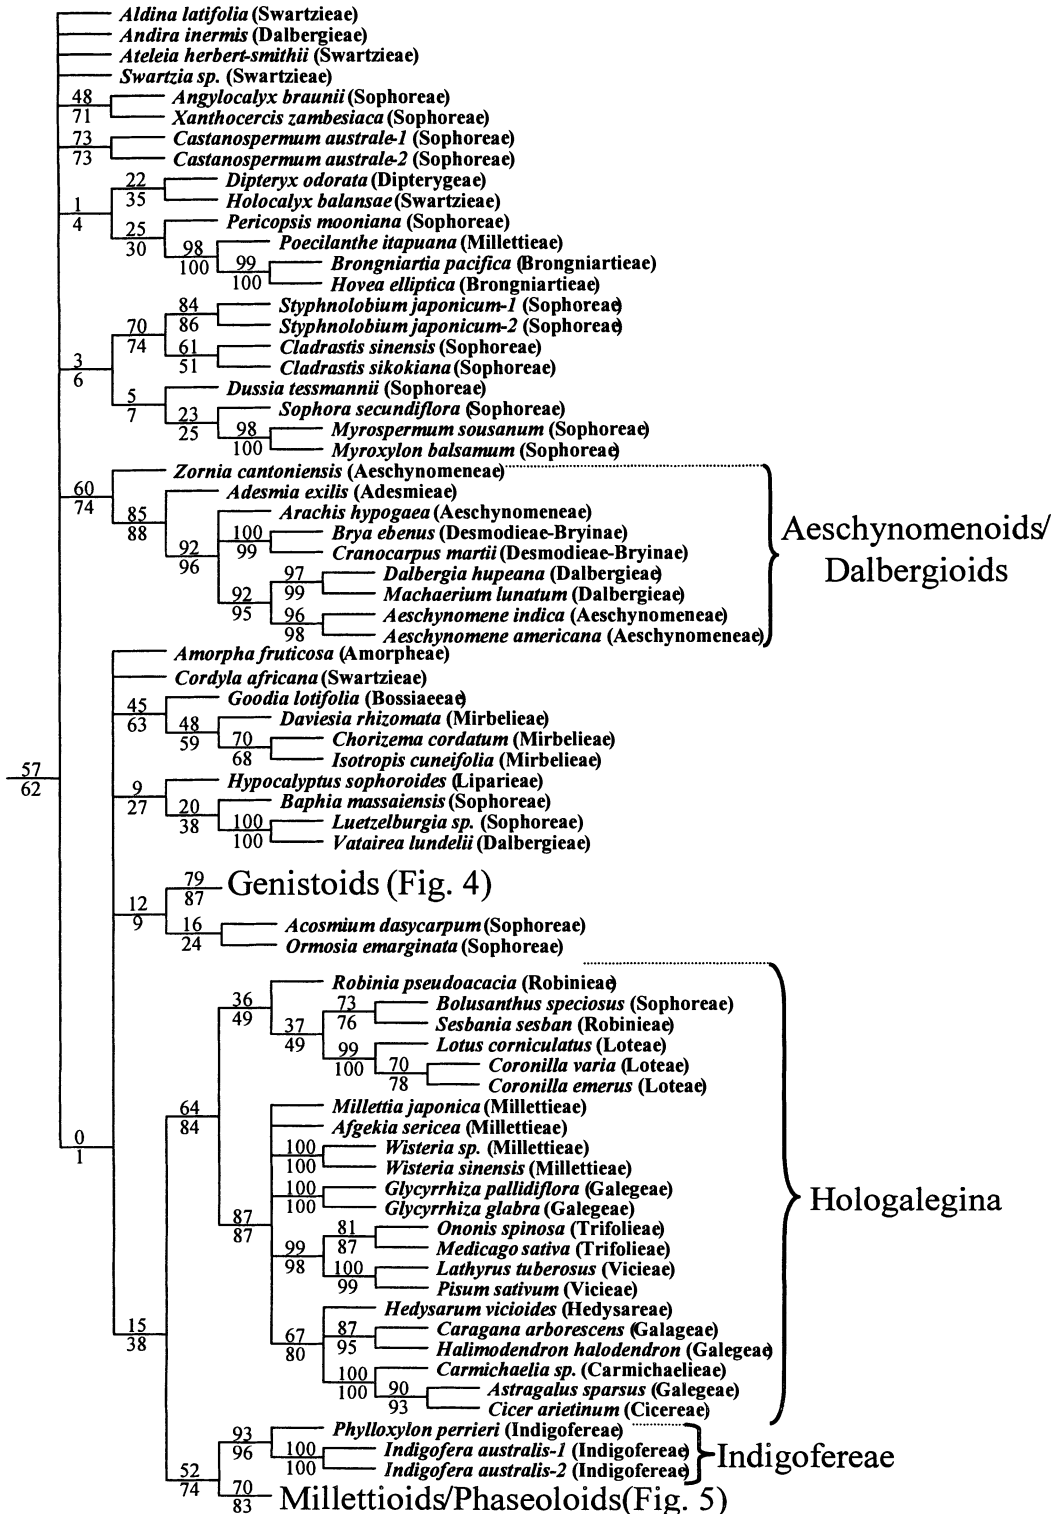 Aldina latifolia (Swartzieae)
Andira inermis (Dalbergieae)
Ateleia herbert-smithii (Swartzieae)
Swartzia sp. (Swartzieae)
48
Angylocalyx braunii (Sophoreae)
71
Xanthocercis zambesiaca (Sophoreae)
73
Castanospermum australe-1 (Sophoreae)
73
Castanospermum australe-2 (Sophoreae)
22
Dipteryx odorata (Dipterygeae)
35
Holocalyx balansae (Swartzieae)
1
4
25
30
Pericopsis mooniana (Sophoreae)
98
100
Poecilanthe itapuana (Millettieae)
99
100
Brongniartia pacifica (Brongniartieae)
Hovea elliptica (Brongniartieae)
84
86
Styphnolobium japonicum-1 (Sophoreae)
Styphnolobium japonicum-2 (Sophoreae)
70
74
61
51
Cladrastis sinensis (Sophoreae)
Cladrastis sikokiana (Sophoreae)
3
6
5
7
Dussia tessmannii (Sophoreae)
23
25
Sophora secundiflora (Sophoreae)
98
100
Myrospermum sousanum (Sophoreae)
Myroxylon balsamum (Sophoreae)
60
74
Zornia cantoniensis (Aeschynomeneae)
85
88
Adesmia exilis (Adesmieae)
92
96
Arachis hypogaea (Aeschynomeneae)
100
99
Brya ebenus (Desmodieae-Bryinae)
Cranocarpus martii (Desmodieae-Bryinae)
92
95
97
99
Dalbergia hupeana (Dalbergieae)
Machaerium lunatum (Dalbergieae)
96
98
Aeschynomene indica (Aeschynomeneae)
Aeschynomene americana (Aeschynomeneae)
Aeschynomenoids/
Dalbergioids
Amorpha fruticosa (Amorpheae)
Cordyla africana (Swartzieae)
45
63
Goodia lotifolia (Bossiaeeae)
48
59
Daviesia rhizomata (Mirbelieae)
70
68
Chorizema cordatum (Mirbelieae)
Isotropis cuneifolia (Mirbelieae)
57
62
9
27
Hypocalyptus sophoroides (Liparieae)
20
38
Baphia massaiensis (Sophoreae)
100
100
Luetzelburgia sp. (Sophoreae)
Vatairea lundelii (Dalbergieae)
12
9
79
87
Genistoids (Fig. 4)
16
24
Acosmium dasycarpum (Sophoreae)
Ormosia emarginata (Sophoreae)
0
1
36
49
Robinia pseudoacacia (Robinieae)
37
49
73
76
Bolusanthus speciosus (Sophoreae)
Sesbania sesban (Robinieae)
99
100
Lotus corniculatus (Loteae)
70
78
Coronilla varia (Loteae)
Coronilla emerus (Loteae)
64
84
Millettia japonica (Millettieae)
Afgekia sericea (Millettieae)
100
100
Wisteria sp. (Millettieae)
Wisteria sinensis (Millettieae)
100
100
Glycyrrhiza pallidiflora (Galegeae)
Glycyrrhiza glabra (Galegeae)
87
87
99
98
81
87
Ononis spinosa (Trifolieae)
Medicago sativa (Trifolieae)
100
99
Lathyrus tuberosus (Vicieae)
Pisum sativum (Vicieae)
67
80
Hedysarum vicioides (Hedysareae)
87
95
Caragana arborescens (Galageae)
Halimodendron halodendron (Galegeae)
100
100
Carmichaelia sp. (Carmichaelieae)
90
93
Astragalus sparsus (Galegeae)
Cicer arietinum (Cicereae)
Hologalegina
15
38
93
96
Phylloxylon perrieri (Indigofereae)
100
100
Indigofera australis-1 (Indigofereae)
Indigofera australis-2 (Indigofereae)
Indigofereae
52
74
70
83
Millettioids/Phaseoloids(Fig. 5)